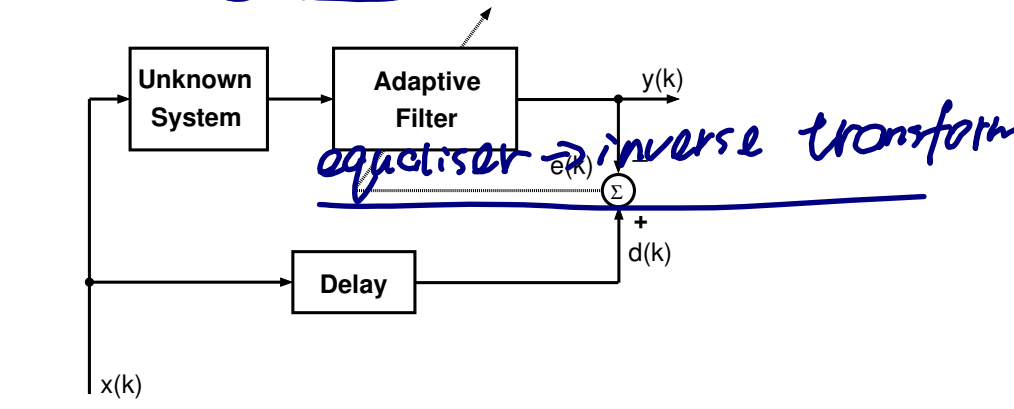 Unknown System
Adaptive Filter
y(k)
equaliser → inverse transform
e(k)
−
Σ
+
d(k)
Delay
x(k)